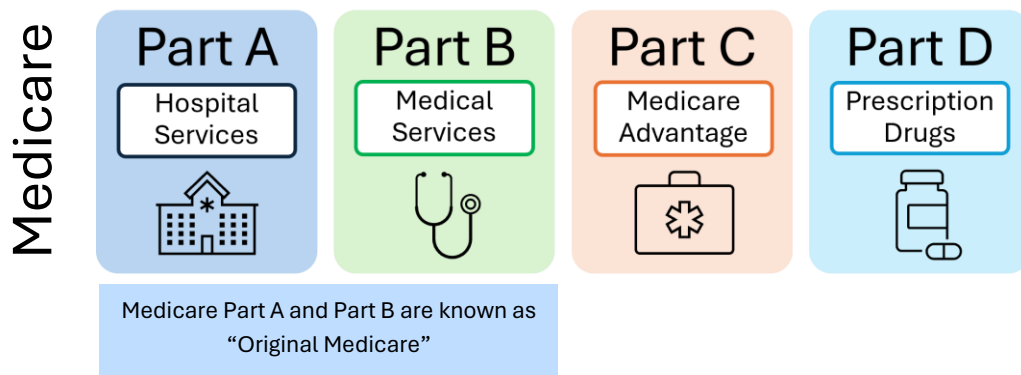 Medicare
Part A
Hospital
Services
Part B
Medical
Services
Part C
Medicare
Advantage
Part D
Prescription
Drugs
Medicare Part A and Part B are known as
“Original Medicare”